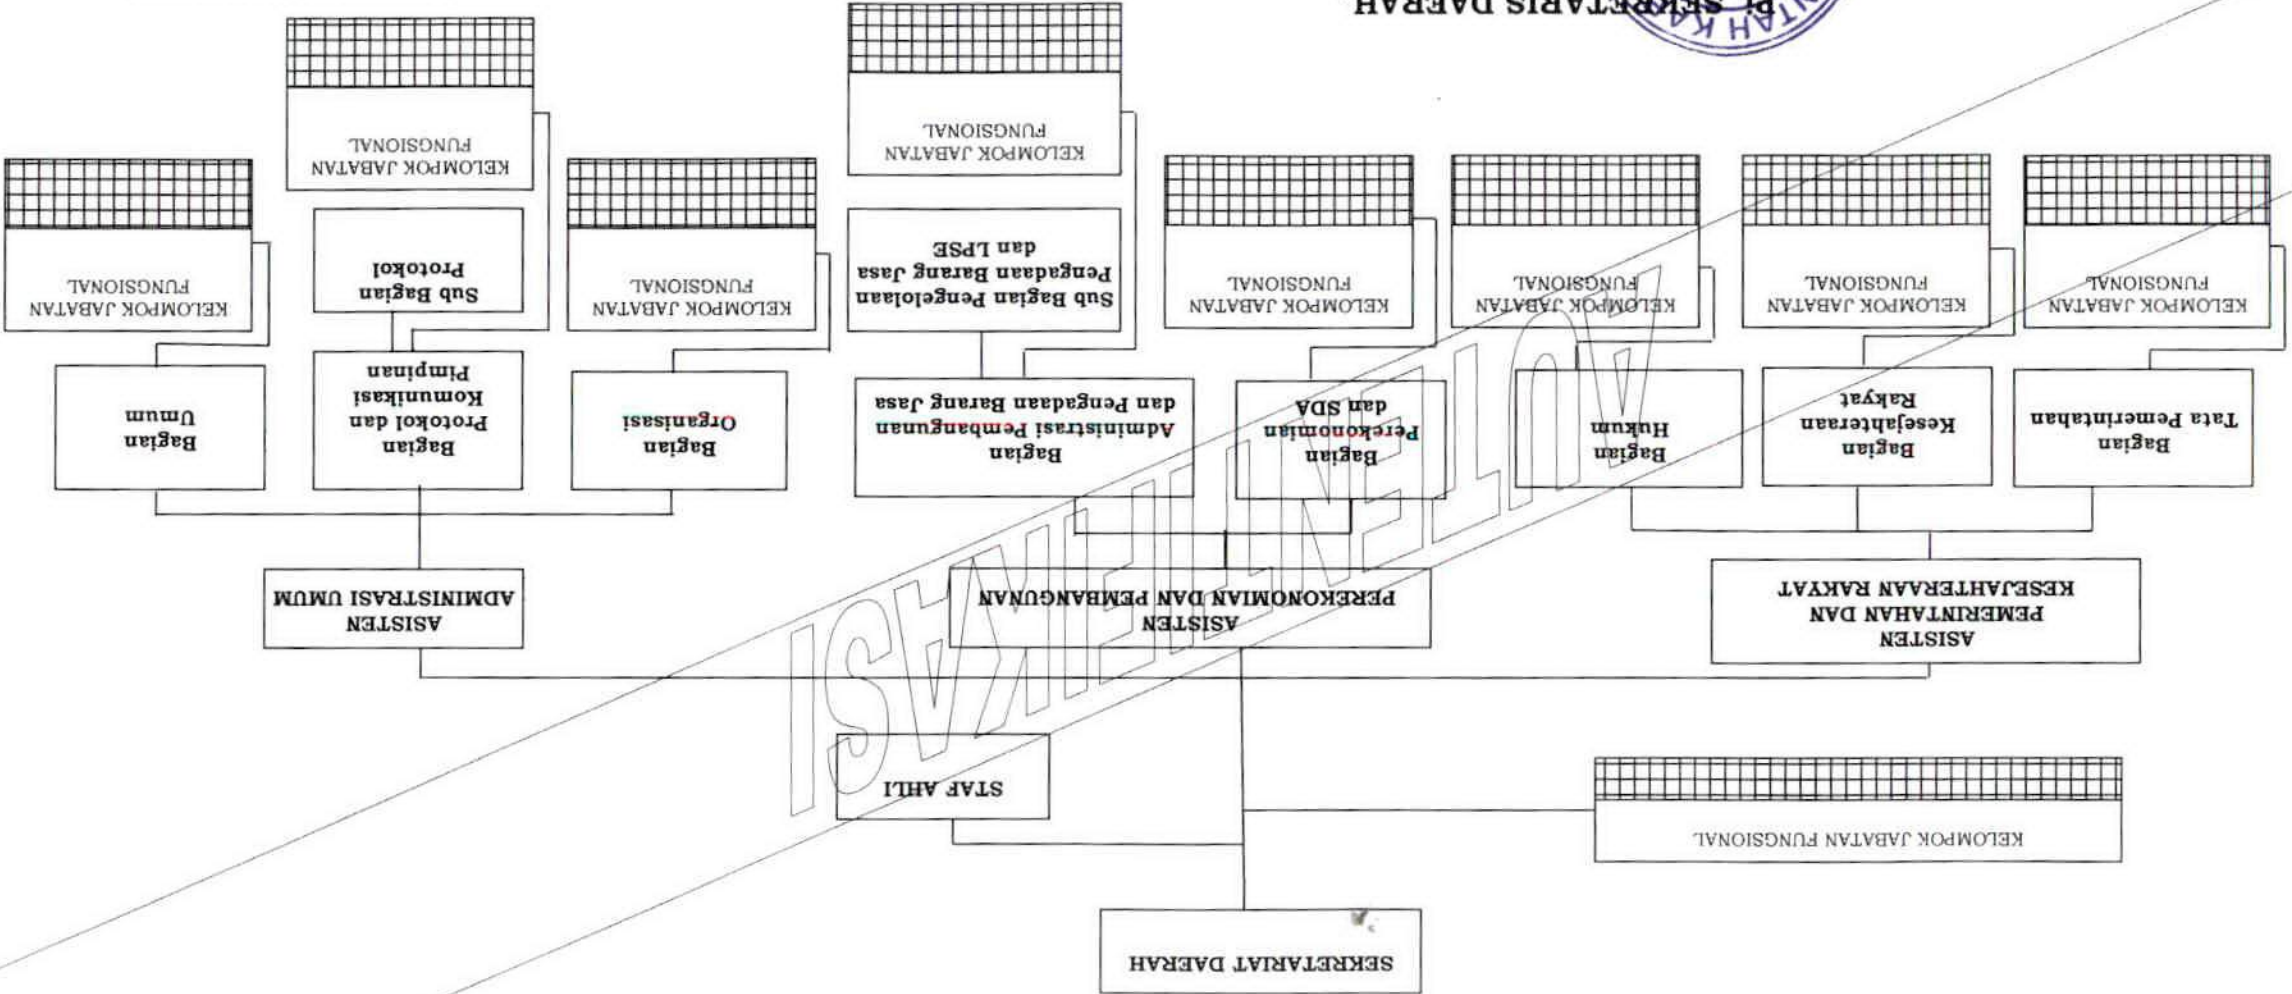 SEKRETARIAT DAERAH
KELOMPOK JABATAN FUNGSIONAL
STAF AHLI
ASISTEN
PEMERINTAHAN DAN
KESEJAHTERAAN RAKYAT
ASISTEN
PEREKONOMIAN DAN PEMBANGUNAN
ASISTEN
ADMINISTRASI UMUM
Bagian
Tata Pemerintahan
Bagian
Kesejahteraan
Rakyat
Bagian
Hukum
Bagian
Perekonomian
dan SDA
Bagian
Administrasi Pembangunan
dan Pengadaan Barang Jasa
Bagian
Organisasi
Bagian
Protokol dan
Komunikasi
Pimpinan
Bagian
Umum
KELOMPOK JABATAN
FUNGSIONAL
KELOMPOK JABATAN
FUNGSIONAL
KELOMPOK JABATAN
FUNGSIONAL
KELOMPOK JABATAN
FUNGSIONAL
Sub Bagian Pengelolaan
Pengadaan Barang Jasa
dan LPSE
KELOMPOK JABATAN
FUNGSIONAL
Sub Bagian
Protokol
KELOMPOK JABATAN
FUNGSIONAL
KELOMPOK JABATAN
FUNGSIONAL
KELOMPOK JABATAN
FUNGSIONAL
AUTENTIFIKASI
SEKRETARIS DAERAH